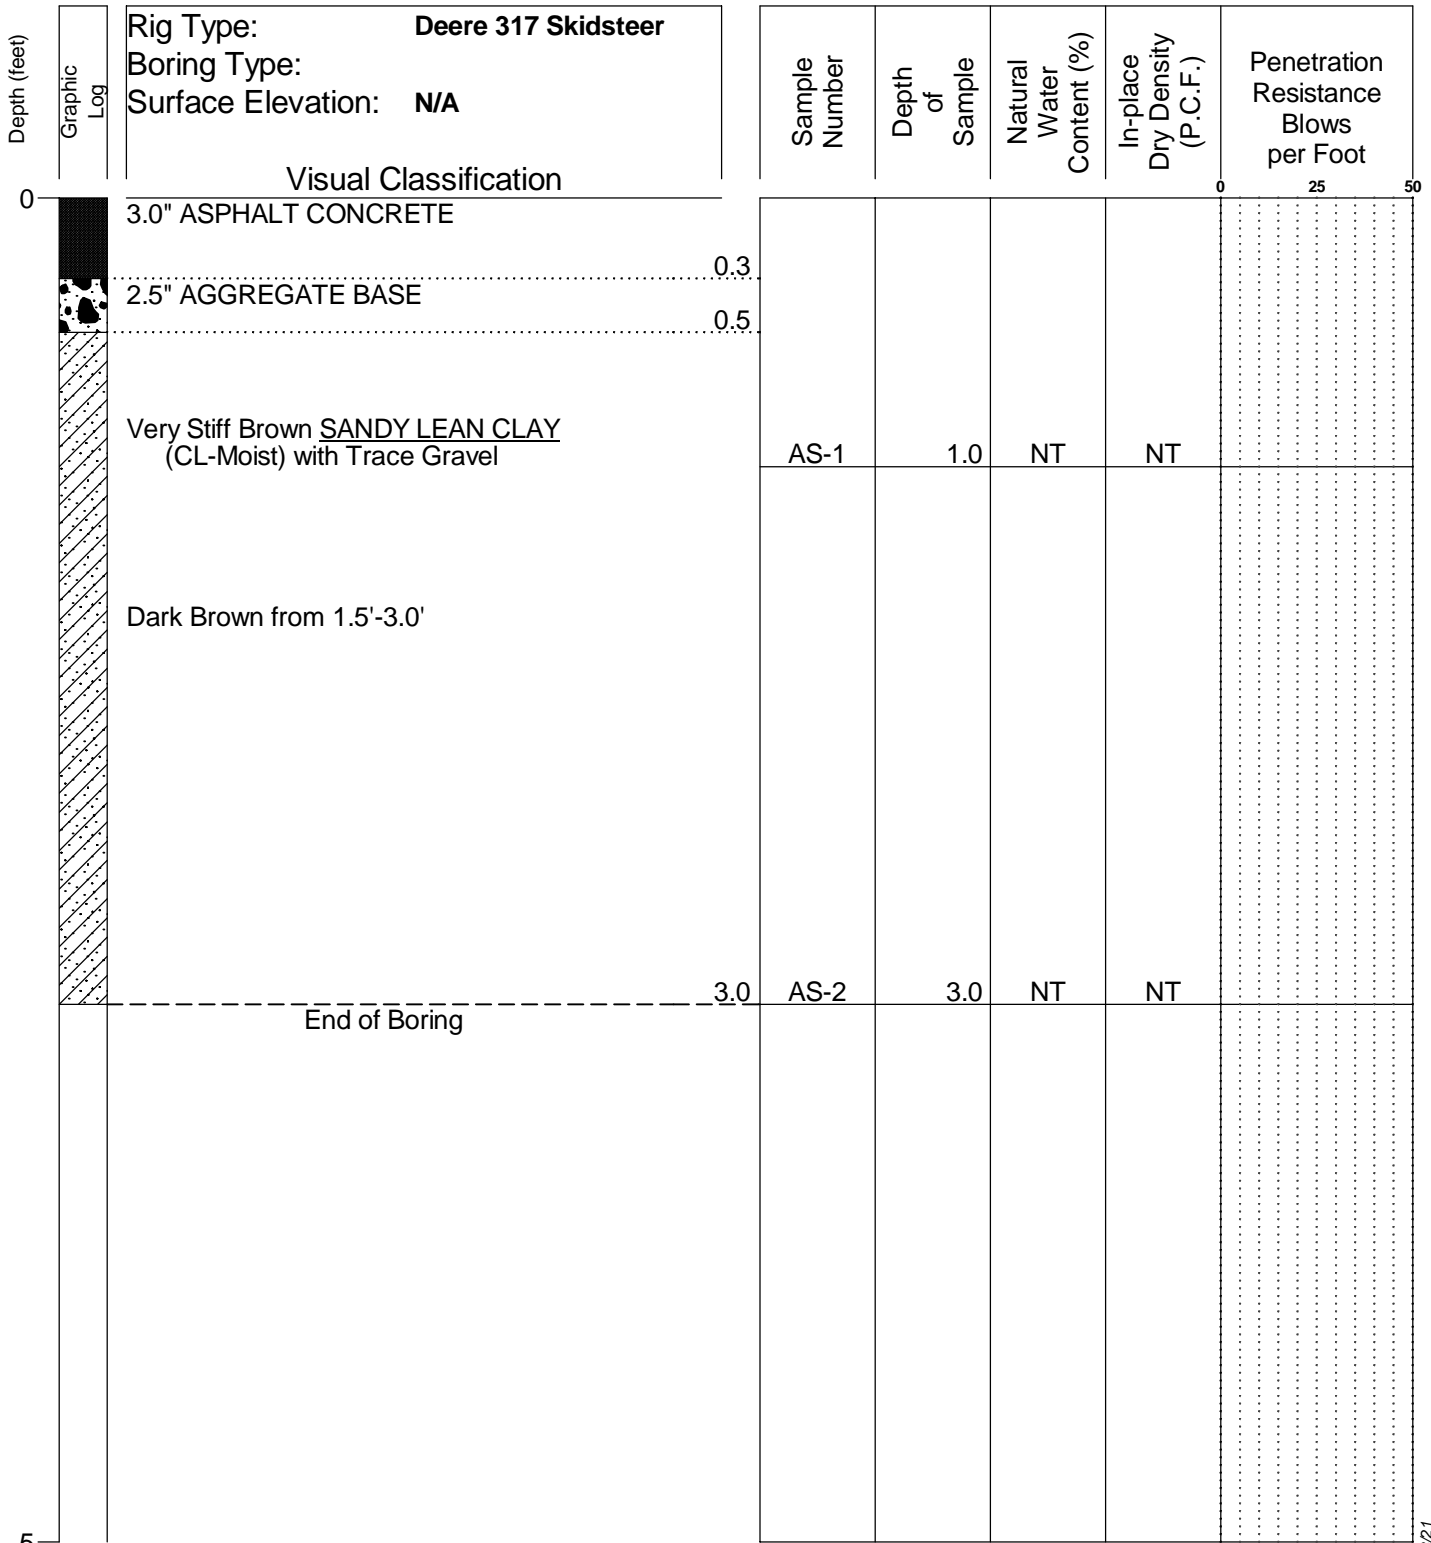 Depth (feet)
Graphic
Log
Rig Type: Deere 317 Skidsteer
Boring Type:
Surface Elevation: N/A
Visual Classification
Sample
Number
Depth
of
Sample
Natural
Water
Content (%)
In-place
Dry Density
(P.C.F.)
Penetration
Resistance
Blows
per Foot
0 25 50
0
3.0" ASPHALT CONCRETE
0.3
2.5" AGGREGATE BASE
0.5
Very Stiff Brown SANDY LEAN CLAY
(CL-Moist) with Trace Gravel
AS-1 1.0 NT NT
Dark Brown from 1.5'-3.0'
3.0 AS-2 3.0 NT NT
End of Boring
5